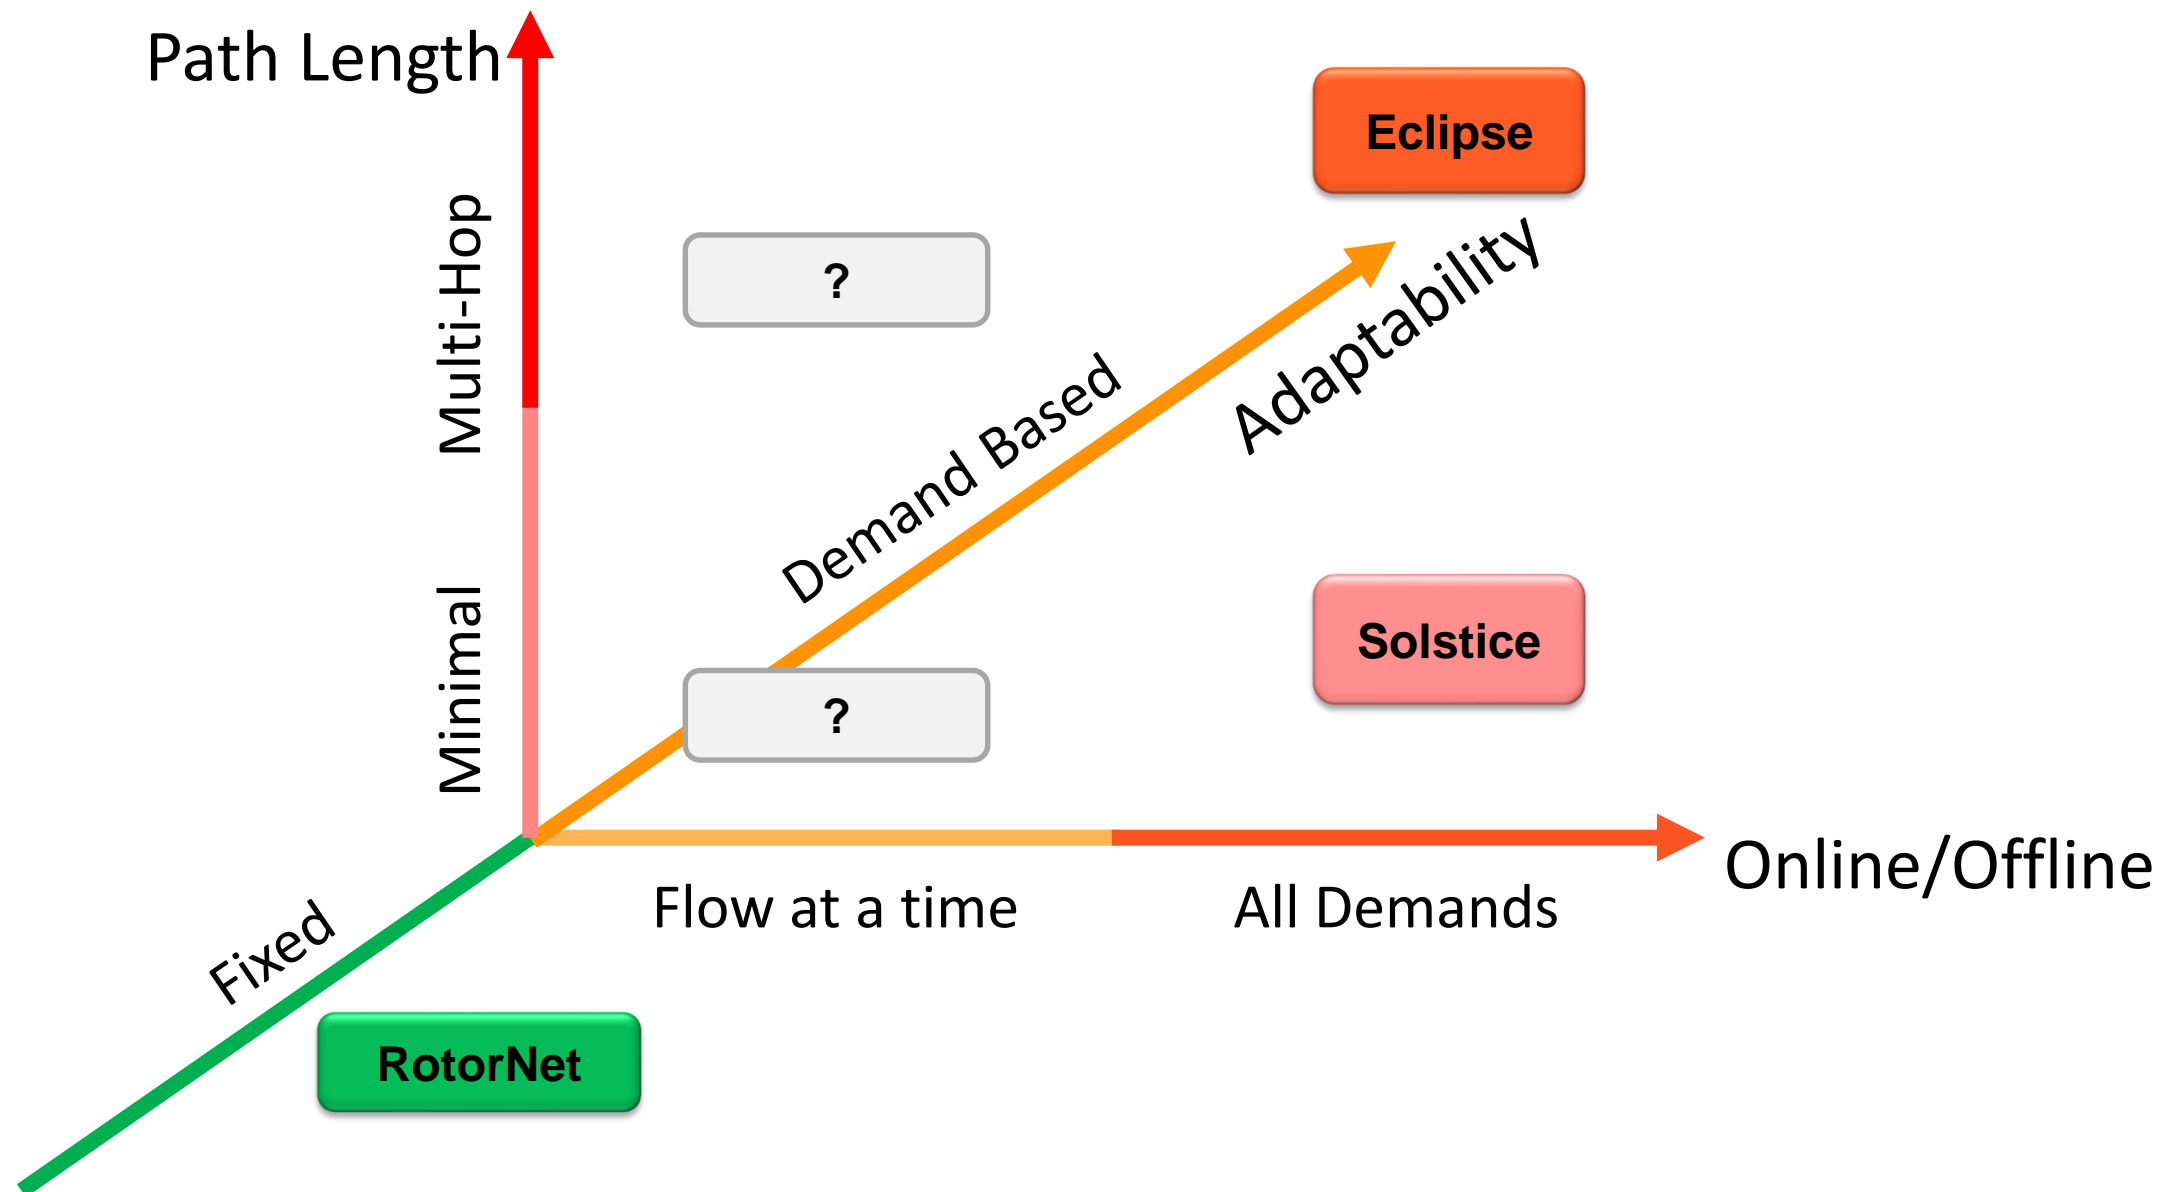 Path Length
Eclipse
Multi-Hop
?
Adaptability
Demand Based
Minimal
Solstice
?
Online/Offline
Flow at a time
All Demands
Fixed
RotorNet